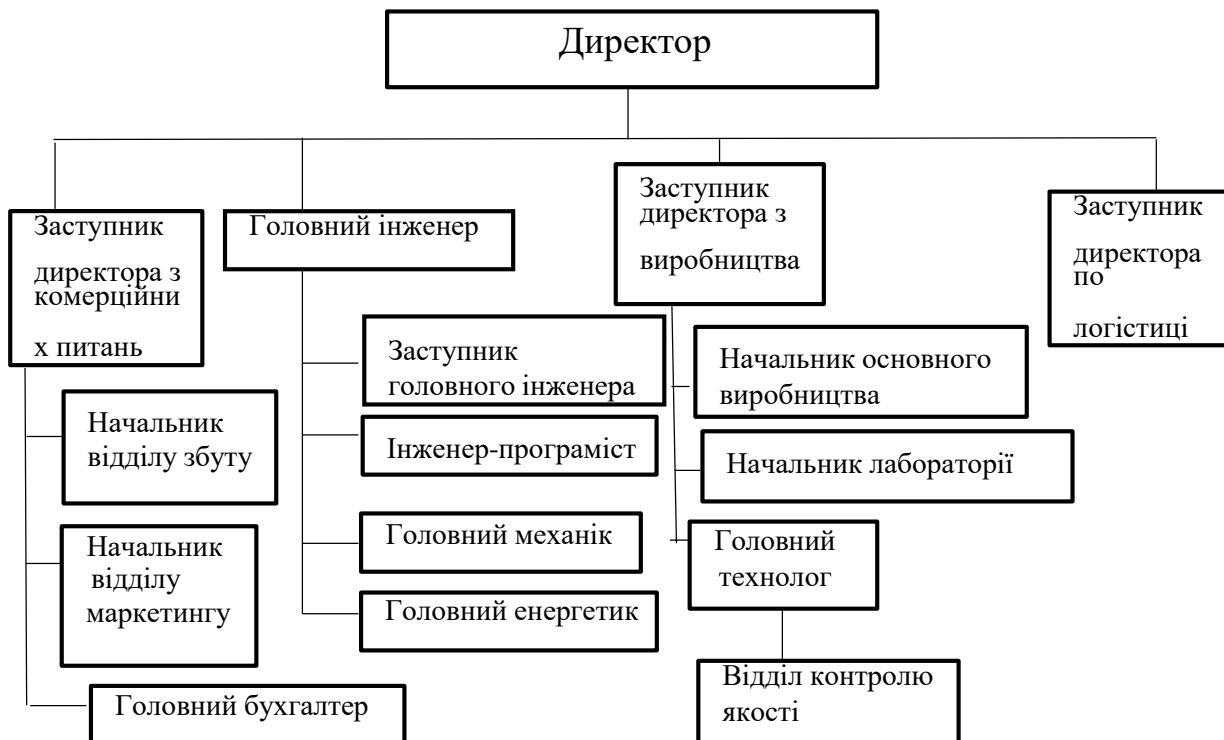 Директор
Заступник
директора з
комерційни
х питань
Головний інженер
Заступник
директора з
виробництва
Заступник
директора
по
логістиці
Начальник
відділу збуту
Начальник
відділу
маркетингу
Головний бухгалтер
Заступник
головного інженера
Інженер-програміст
Головний механік
Головний енергетик
Начальник основного
виробництва
Начальник лабораторії
Головний
технолог
Відділ контролю
якості